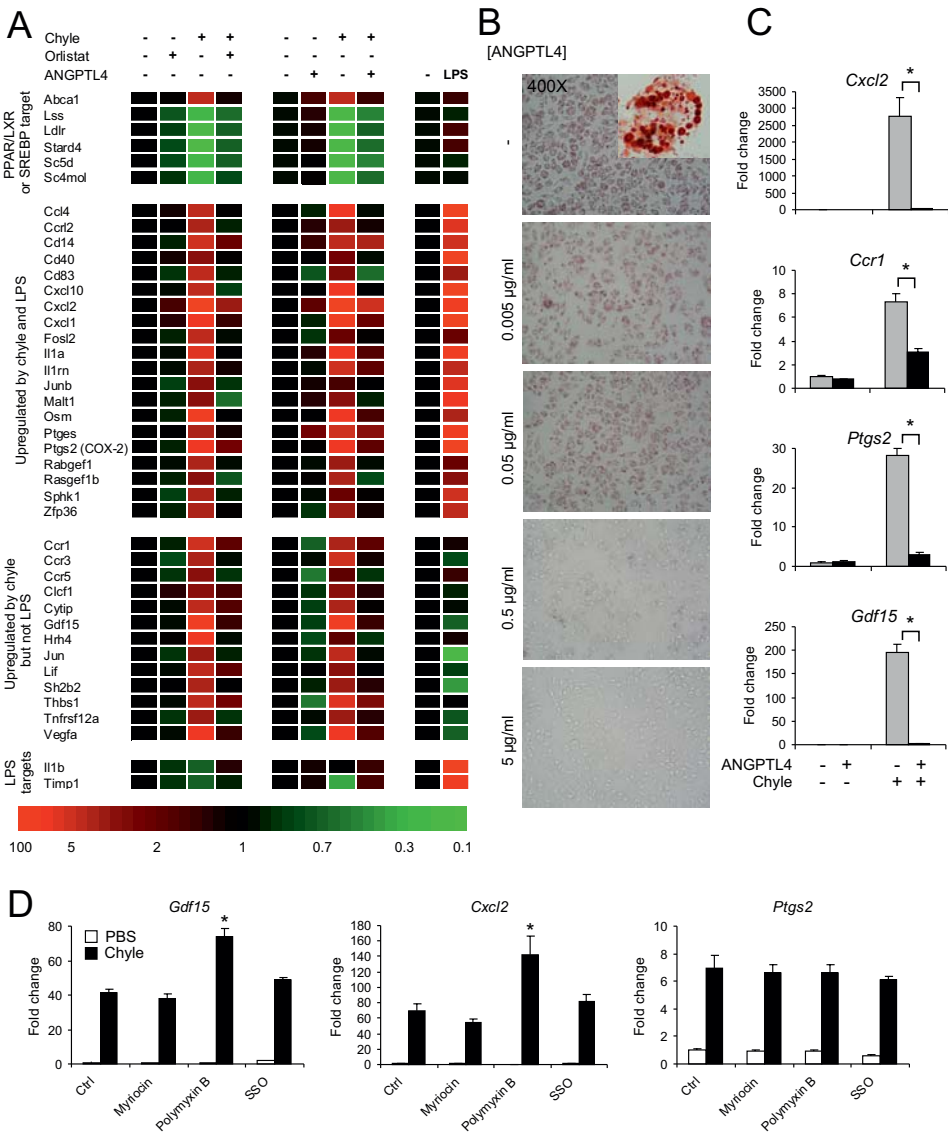 A
Chyle - - + + - - + +
Orlistat - + - + - - - -
ANGPTL4 - - - - - + - + - LPS
PPAR/LXR
or SREBP target
Abca1
Lss
Ldlr
Stard4
Sc5d
Sc4mol
Upregulated by chyle and LPS
Ccl4
Ccrl2
Cd14
Cd40
Cd83
Cxcl10
Cxcl2
Cxcl1
Fosl2
Il1a
Il1rn
Junb
Malt1
Osm
Ptges
Ptgs2 (COX-2)
Rabgef1
Rasgef1b
Sphk1
Zfp36
Upregulated by chyle
but not LPS
Ccr1
Ccr3
Ccr5
Clcf1
Cytip
Gdf15
Hrh4
Jun
Lif
Sh2b2
Thbs1
Tnfrsf12a
Vegfa
LPS
targets
Il1b
Timp1
100 5 2 1 0.7 0.3 0.1
B
[ANGPTL4]
400X
-
0.005 µg/ml
0.05 µg/ml
0.5 µg/ml
5 µg/ml
C
Cxcl2
*
Fold change
3500
3000
2500
2000
1500
1000
500
0
Ccr1
*
Fold change
10
8
6
4
2
0
Ptgs2
*
Fold change
30
20
10
0
Gdf15
*
Fold change
250
200
150
100
50
0
ANGPTL4 - + - +
Chyle - - + +
D
Gdf15
PBS
Chyle
*
Fold change
80
60
40
20
0
Ctrl
Myriocin
Polymyxin B
SSO
Cxcl2
*
Fold change
180
160
140
120
100
80
60
40
20
0
Ctrl
Myriocin
Polymyxin B
SSO
Ptgs2
Fold change
10
8
6
4
2
0
Ctrl
Myriocin
Polymyxin B
SSO